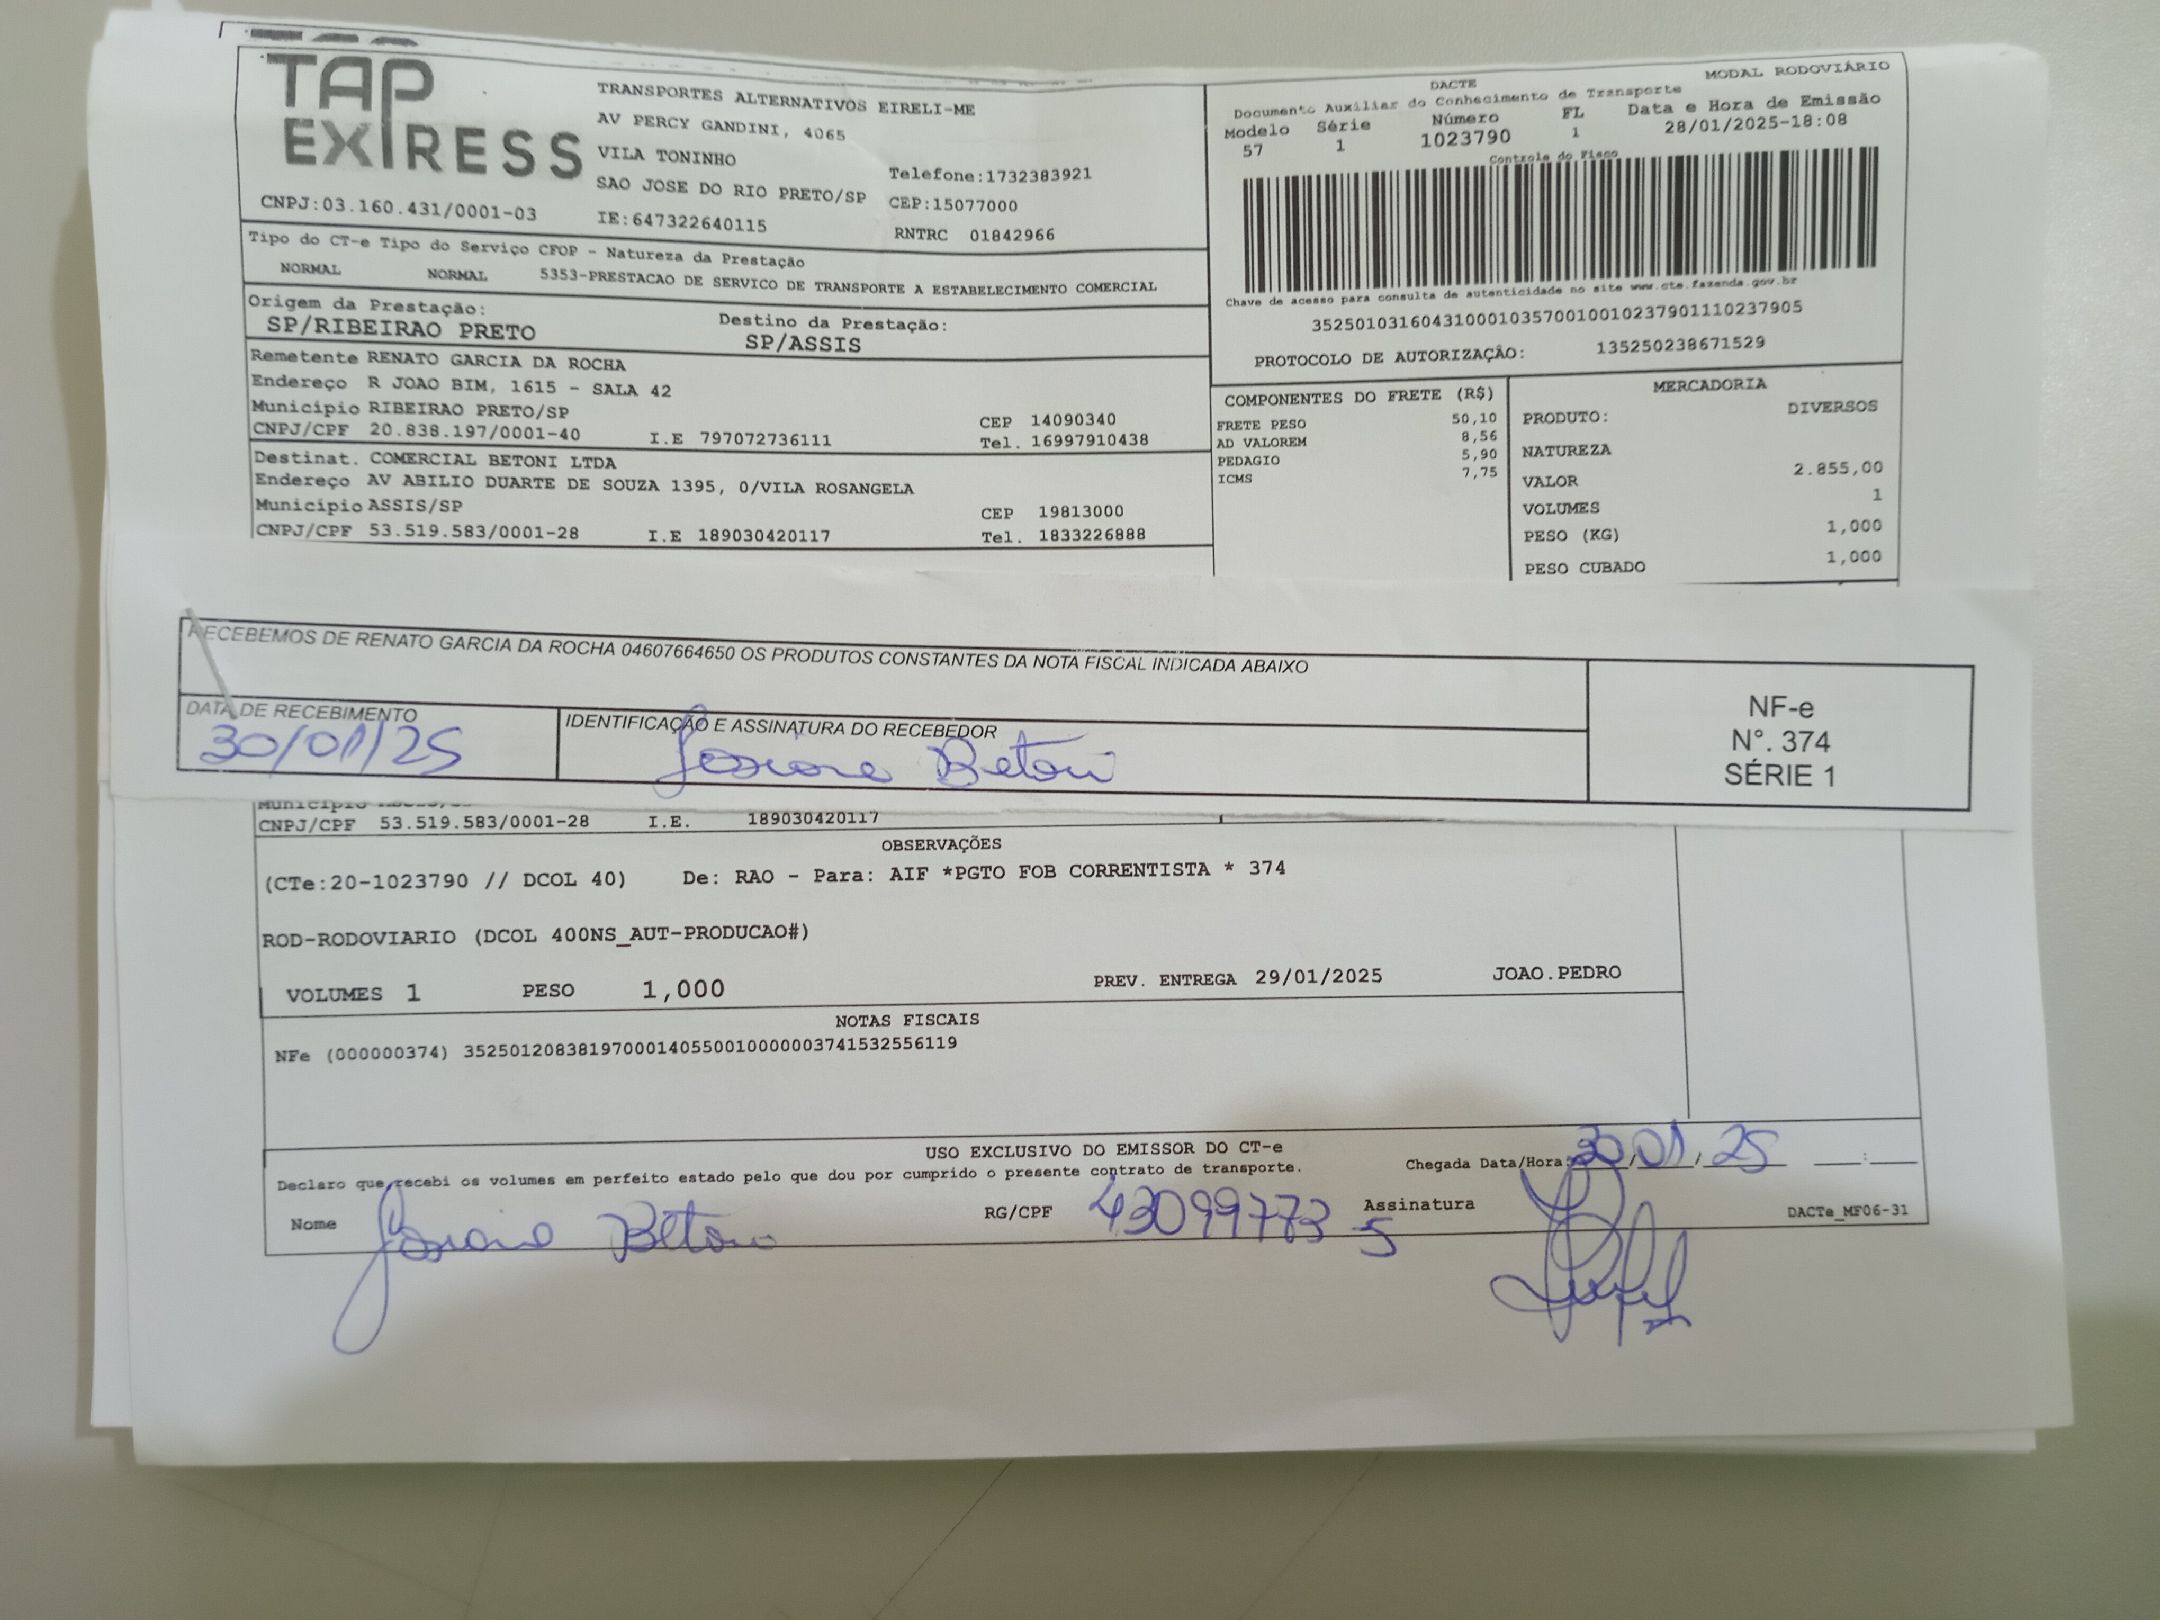 TAP EXPRESS
TRANSPORTES ALTERNATIVOS EIRELI-ME
AV PERCY GANDINI, 4065
VILA TONINHO
SAO JOSE DO RIO PRETO/SP
Telefone:1732383921
CEP:15077000
CNPJ:03.160.431/0001-03
IE:647322640115
RNTRC 01842966
MODAL RODOVIÁRIO
DACTE
Documento Auxiliar do Conhecimento de Transporte
Modelo Série Número FL Data e Hora de Emissão
57 1 1023790 1 28/01/2025-18:08
Controle do Fisco
Chave de acesso para consulta de autenticidade no site www.cte.fazenda.gov.br
35250103160431000103570010010237901110237905
PROTOCOLO DE AUTORIZAÇÃO: 135250238671529
Tipo do CT-e Tipo do Serviço CFOP - Natureza da Prestação
NORMAL NORMAL 5353-PRESTACAO DE SERVICO DE TRANSPORTE A ESTABELECIMENTO COMERCIAL
Origem da Prestação: Destino da Prestação:
SP/RIBEIRAO PRETO SP/ASSIS
Remetente RENATO GARCIA DA ROCHA
Endereço R JOAO BIM, 1615 - SALA 42
Município RIBEIRAO PRETO/SP CEP 14090340
CNPJ/CPF 20.838.197/0001-40 I.E 797072736111 Tel. 16997910438
Destinat. COMERCIAL BETONI LTDA
Endereço AV ABILIO DUARTE DE SOUZA 1395, 0/VILA ROSANGELA
Município ASSIS/SP CEP 19813000
CNPJ/CPF 53.519.583/0001-28 I.E 189030420117 Tel. 1833226888
COMPONENTES DO FRETE (R$)
FRETE PESO 50,10
AD VALOREM 8,56
PEDAGIO 5,90
ICMS 7,75
MERCADORIA
PRODUTO: DIVERSOS
NATUREZA
VALOR 2.855,00
VOLUMES 1
PESO (KG) 1,000
PESO CUBADO 1,000
RECEBEMOS DE RENATO GARCIA DA ROCHA 04607664650 OS PRODUTOS CONSTANTES DA NOTA FISCAL INDICADA ABAIXO
DATA DE RECEBIMENTO
30/01/25
IDENTIFICAÇÃO E ASSINATURA DO RECEBEDOR
Josiane Betoni
NF-e
N°. 374
SÉRIE 1
Município
CNPJ/CPF 53.519.583/0001-28 I.E. 189030420117
OBSERVAÇÕES
(CTe:20-1023790 // DCOL 40) De: RAO - Para: AIF *PGTO FOB CORRENTISTA * 374
ROD-RODOVIARIO (DCOL 400NS_AUT-PRODUCAO#)
VOLUMES 1 PESO 1,000 PREV. ENTREGA 29/01/2025 JOAO.PEDRO
NOTAS FISCAIS
NFe (000000374) 35250120838197000140550010000003741532556119
USO EXCLUSIVO DO EMISSOR DO CT-e
Declaro que recebi os volumes em perfeito estado pelo que dou por cumprido o presente contrato de transporte.
Chegada Data/Hora: 30/01/25 __:__
Nome Josiane Betoni RG/CPF 43099773 5 Assinatura
DACTe_MF06-31